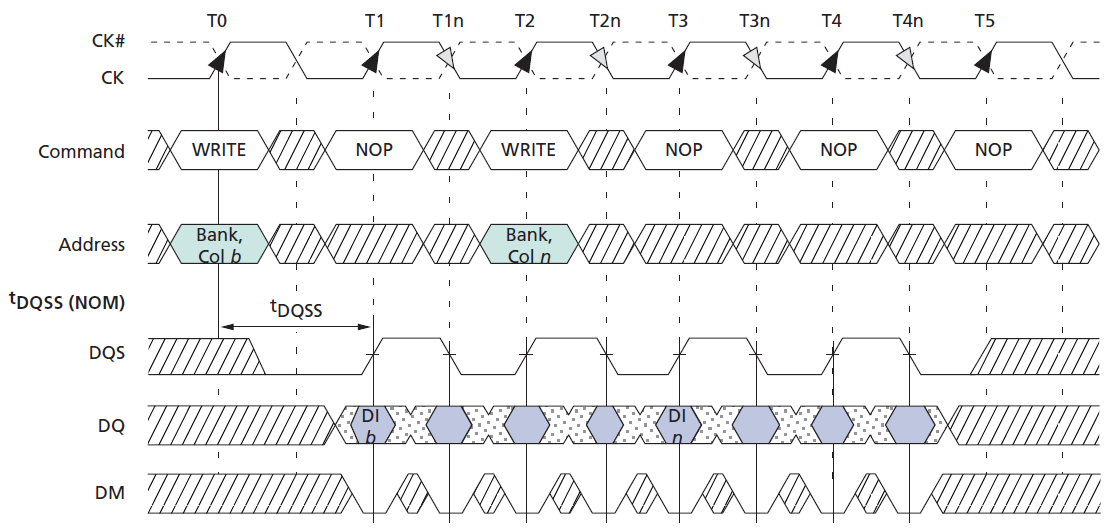 T0 T1 T1n T2 T2n T3 T3n T4 T4n T5
CK#
CK
Command WRITE NOP WRITE NOP NOP NOP
Address Bank, Col b Bank, Col n
tDQSS (NOM)
tDQSS
DQS
DQ DI b DI n
DM